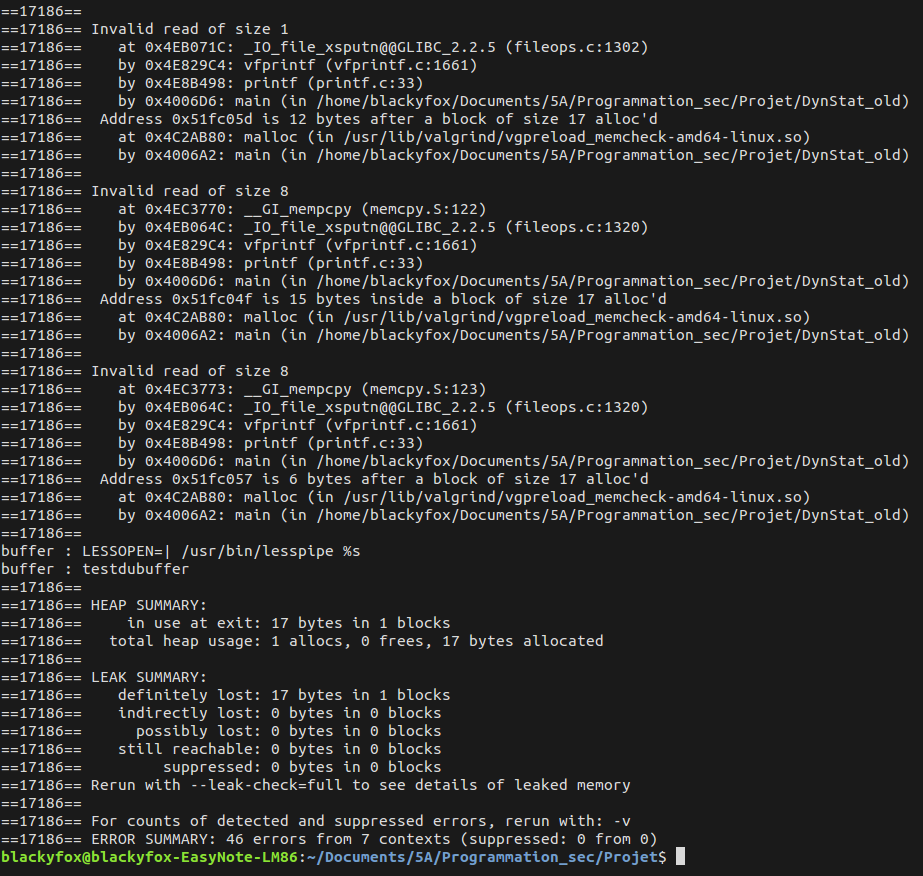 ==17186==
==17186== Invalid read of size 1
==17186==    at 0x4EB071C: _IO_file_xsputn@@GLIBC_2.2.5 (fileops.c:1302)
==17186==    by 0x4E829C4: vfprintf (vfprintf.c:1661)
==17186==    by 0x4E8B498: printf (printf.c:33)
==17186==    by 0x4006D6: main (in /home/blackyfox/Documents/5A/Programmation_sec/Projet/DynStat_old)
==17186==  Address 0x51fc05d is 12 bytes after a block of size 17 alloc'd
==17186==    at 0x4C2AB80: malloc (in /usr/lib/valgrind/vgpreload_memcheck-amd64-linux.so)
==17186==    by 0x4006A2: main (in /home/blackyfox/Documents/5A/Programmation_sec/Projet/DynStat_old)
==17186==
==17186== Invalid read of size 8
==17186==    at 0x4EC3770: __GI_mempcpy (memcpy.S:122)
==17186==    by 0x4EB064C: _IO_file_xsputn@@GLIBC_2.2.5 (fileops.c:1320)
==17186==    by 0x4E829C4: vfprintf (vfprintf.c:1661)
==17186==    by 0x4E8B498: printf (printf.c:33)
==17186==    by 0x4006D6: main (in /home/blackyfox/Documents/5A/Programmation_sec/Projet/DynStat_old)
==17186==  Address 0x51fc04f is 15 bytes inside a block of size 17 alloc'd
==17186==    at 0x4C2AB80: malloc (in /usr/lib/valgrind/vgpreload_memcheck-amd64-linux.so)
==17186==    by 0x4006A2: main (in /home/blackyfox/Documents/5A/Programmation_sec/Projet/DynStat_old)
==17186==
==17186== Invalid read of size 8
==17186==    at 0x4EC3773: __GI_mempcpy (memcpy.S:123)
==17186==    by 0x4EB064C: _IO_file_xsputn@@GLIBC_2.2.5 (fileops.c:1320)
==17186==    by 0x4E829C4: vfprintf (vfprintf.c:1661)
==17186==    by 0x4E8B498: printf (printf.c:33)
==17186==    by 0x4006D6: main (in /home/blackyfox/Documents/5A/Programmation_sec/Projet/DynStat_old)
==17186==  Address 0x51fc057 is 6 bytes after a block of size 17 alloc'd
==17186==    at 0x4C2AB80: malloc (in /usr/lib/valgrind/vgpreload_memcheck-amd64-linux.so)
==17186==    by 0x4006A2: main (in /home/blackyfox/Documents/5A/Programmation_sec/Projet/DynStat_old)
==17186==
buffer : LESSOPEN=| /usr/bin/lesspipe %s
buffer : testdubuffer
==17186==
==17186== HEAP SUMMARY:
==17186==     in use at exit: 17 bytes in 1 blocks
==17186==   total heap usage: 1 allocs, 0 frees, 17 bytes allocated
==17186==
==17186== LEAK SUMMARY:
==17186==    definitely lost: 17 bytes in 1 blocks
==17186==    indirectly lost: 0 bytes in 0 blocks
==17186==      possibly lost: 0 bytes in 0 blocks
==17186==    still reachable: 0 bytes in 0 blocks
==17186==         suppressed: 0 bytes in 0 blocks
==17186== Rerun with --leak-check=full to see details of leaked memory
==17186==
==17186== For counts of detected and suppressed errors, rerun with: -v
==17186== ERROR SUMMARY: 46 errors from 7 contexts (suppressed: 0 from 0)
blackyfox@blackyfox-EasyNote-LM86:~/Documents/5A/Programmation_sec/Projet$